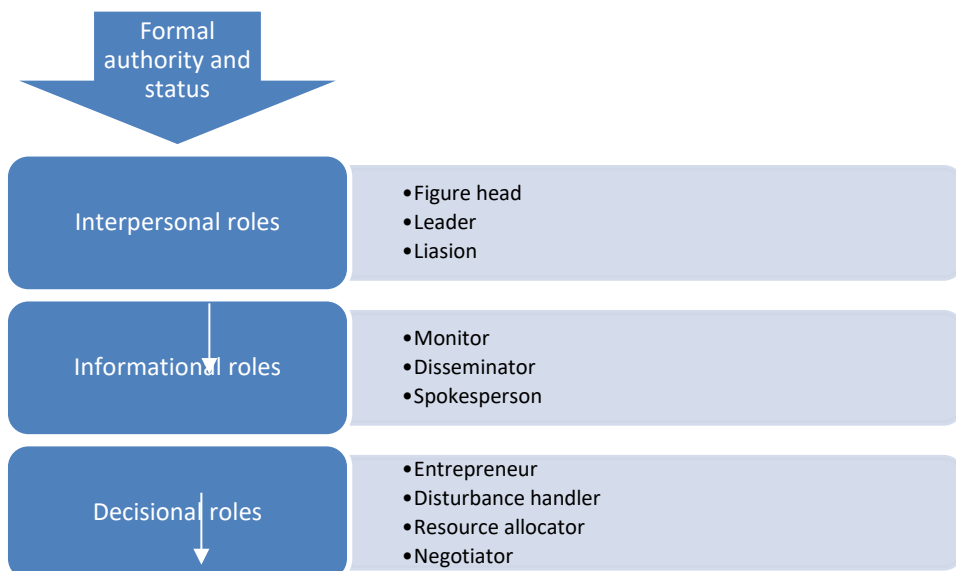 Formal
authority and
status
Interpersonal roles
•Figure head
•Leader
•Liasion
Informational roles
•Monitor
•Disseminator
•Spokesperson
Decisional roles
•Entrepreneur
•Disturbance handler
•Resource allocator
•Negotiator